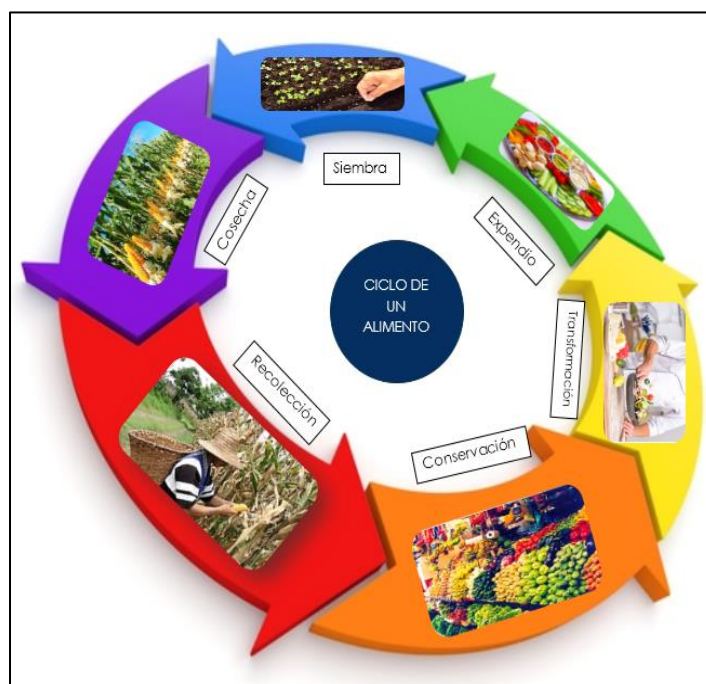 Siembra
Cosecha
Expendio
CICLO DE
UN
ALIMENTO
Transformación
Recolección
Conservación